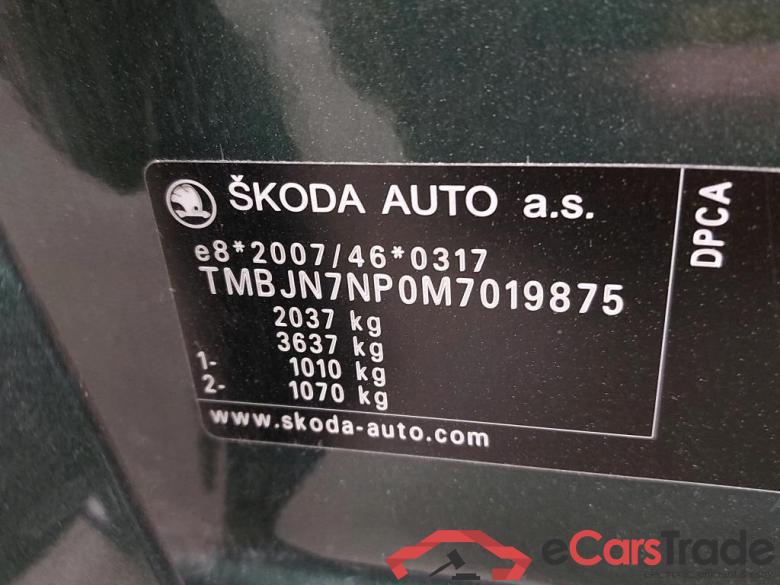 ŠKODA AUTO a.s.
e8*2007/46*0317
TMBJN7NP0M7019875
2037 kg
3637 kg
1- 1010 kg
2- 1070 kg
www.skoda-auto.com
DPCA
eCarsTrade